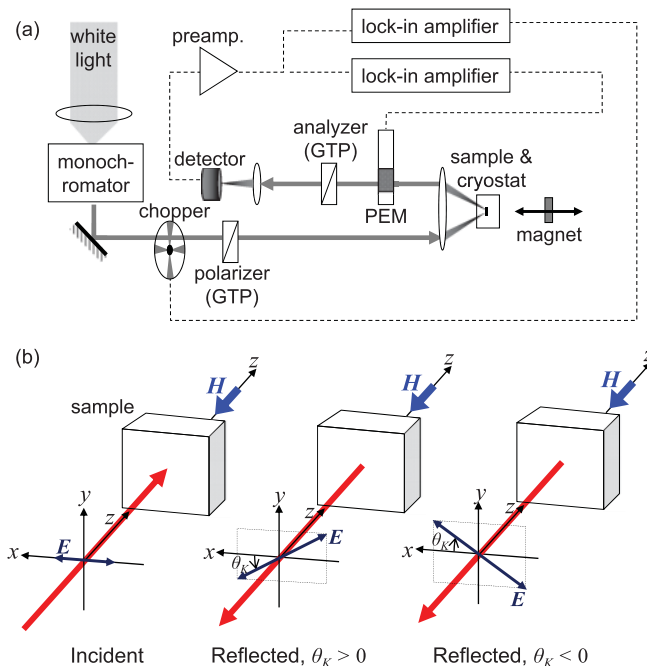 (a)
white
light
preamp.
lock-in amplifier
lock-in amplifier
monoch-
romator
detector
analyzer
(GTP)
PEM
sample &
cryostat
chopper
polarizer
(GTP)
magnet
(b)
sample
H
z
y
z
x
E
Incident
H
z
y
z
x
θK
E
Reflected, θK > 0
H
z
y
z
x
θK
E
Reflected, θK < 0